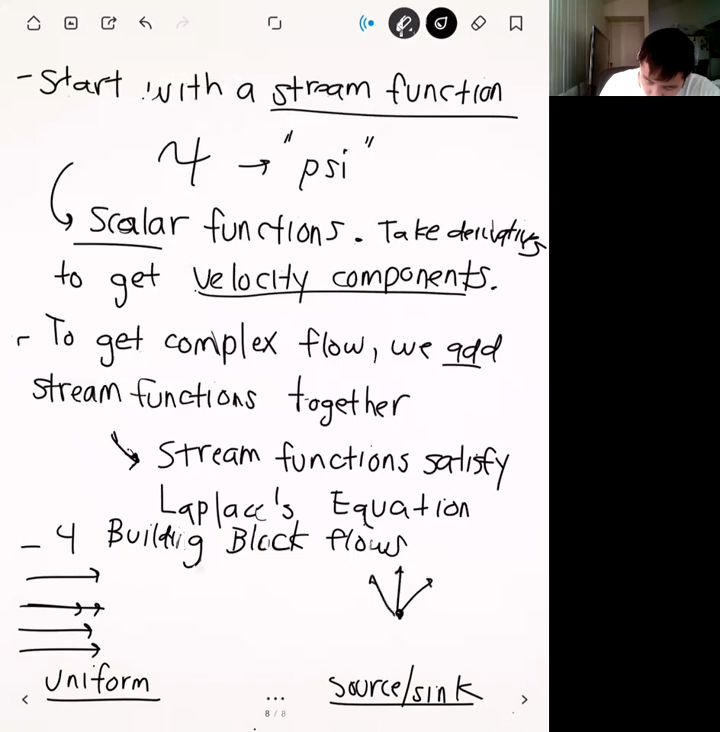 - Start with a stream function
ψ → "psi"
Scalar functions. Take derivatives
to get velocity components.
- To get complex flow, we add
stream functions together
Stream functions satisfy
Laplace's Equation
- 4 Building Block flows
uniform
source/sink
8 / 8